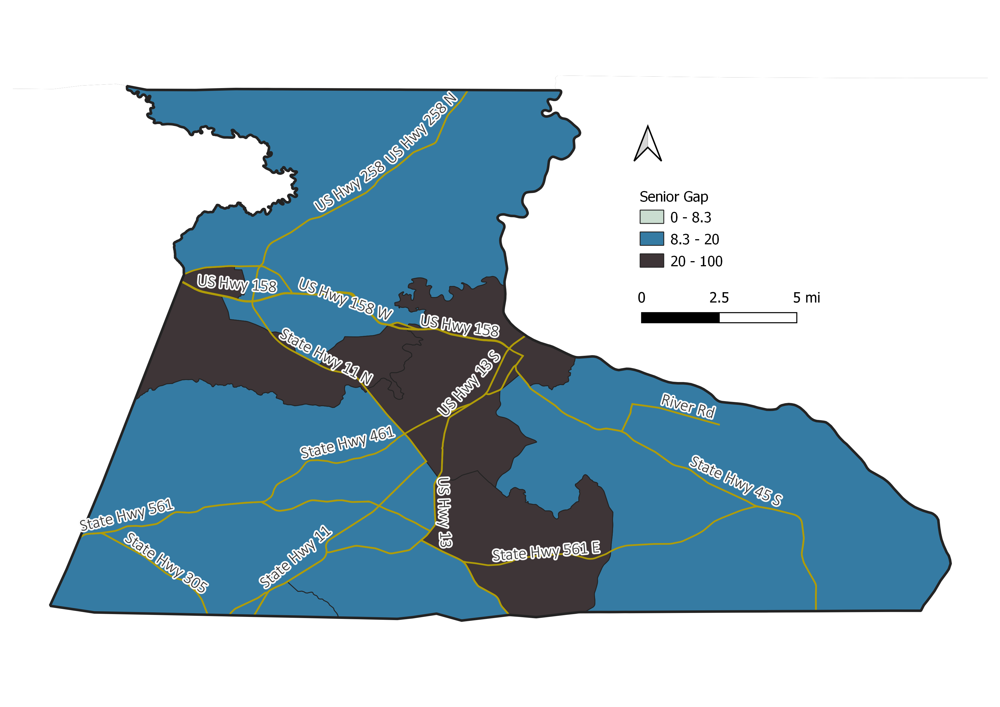 US Hwy 258 N
US Hwy 258
Senior Gap
0 - 8.3
8.3 - 20
20 - 100
US Hwy 158
US Hwy 158 W
0 2.5 5 mi
US Hwy 158
State Hwy 11 N
US Hwy 13 S
River Rd
State Hwy 461
State Hwy 45 S
US Hwy 13
State Hwy 561
State Hwy 11
State Hwy 561 E
State Hwy 305